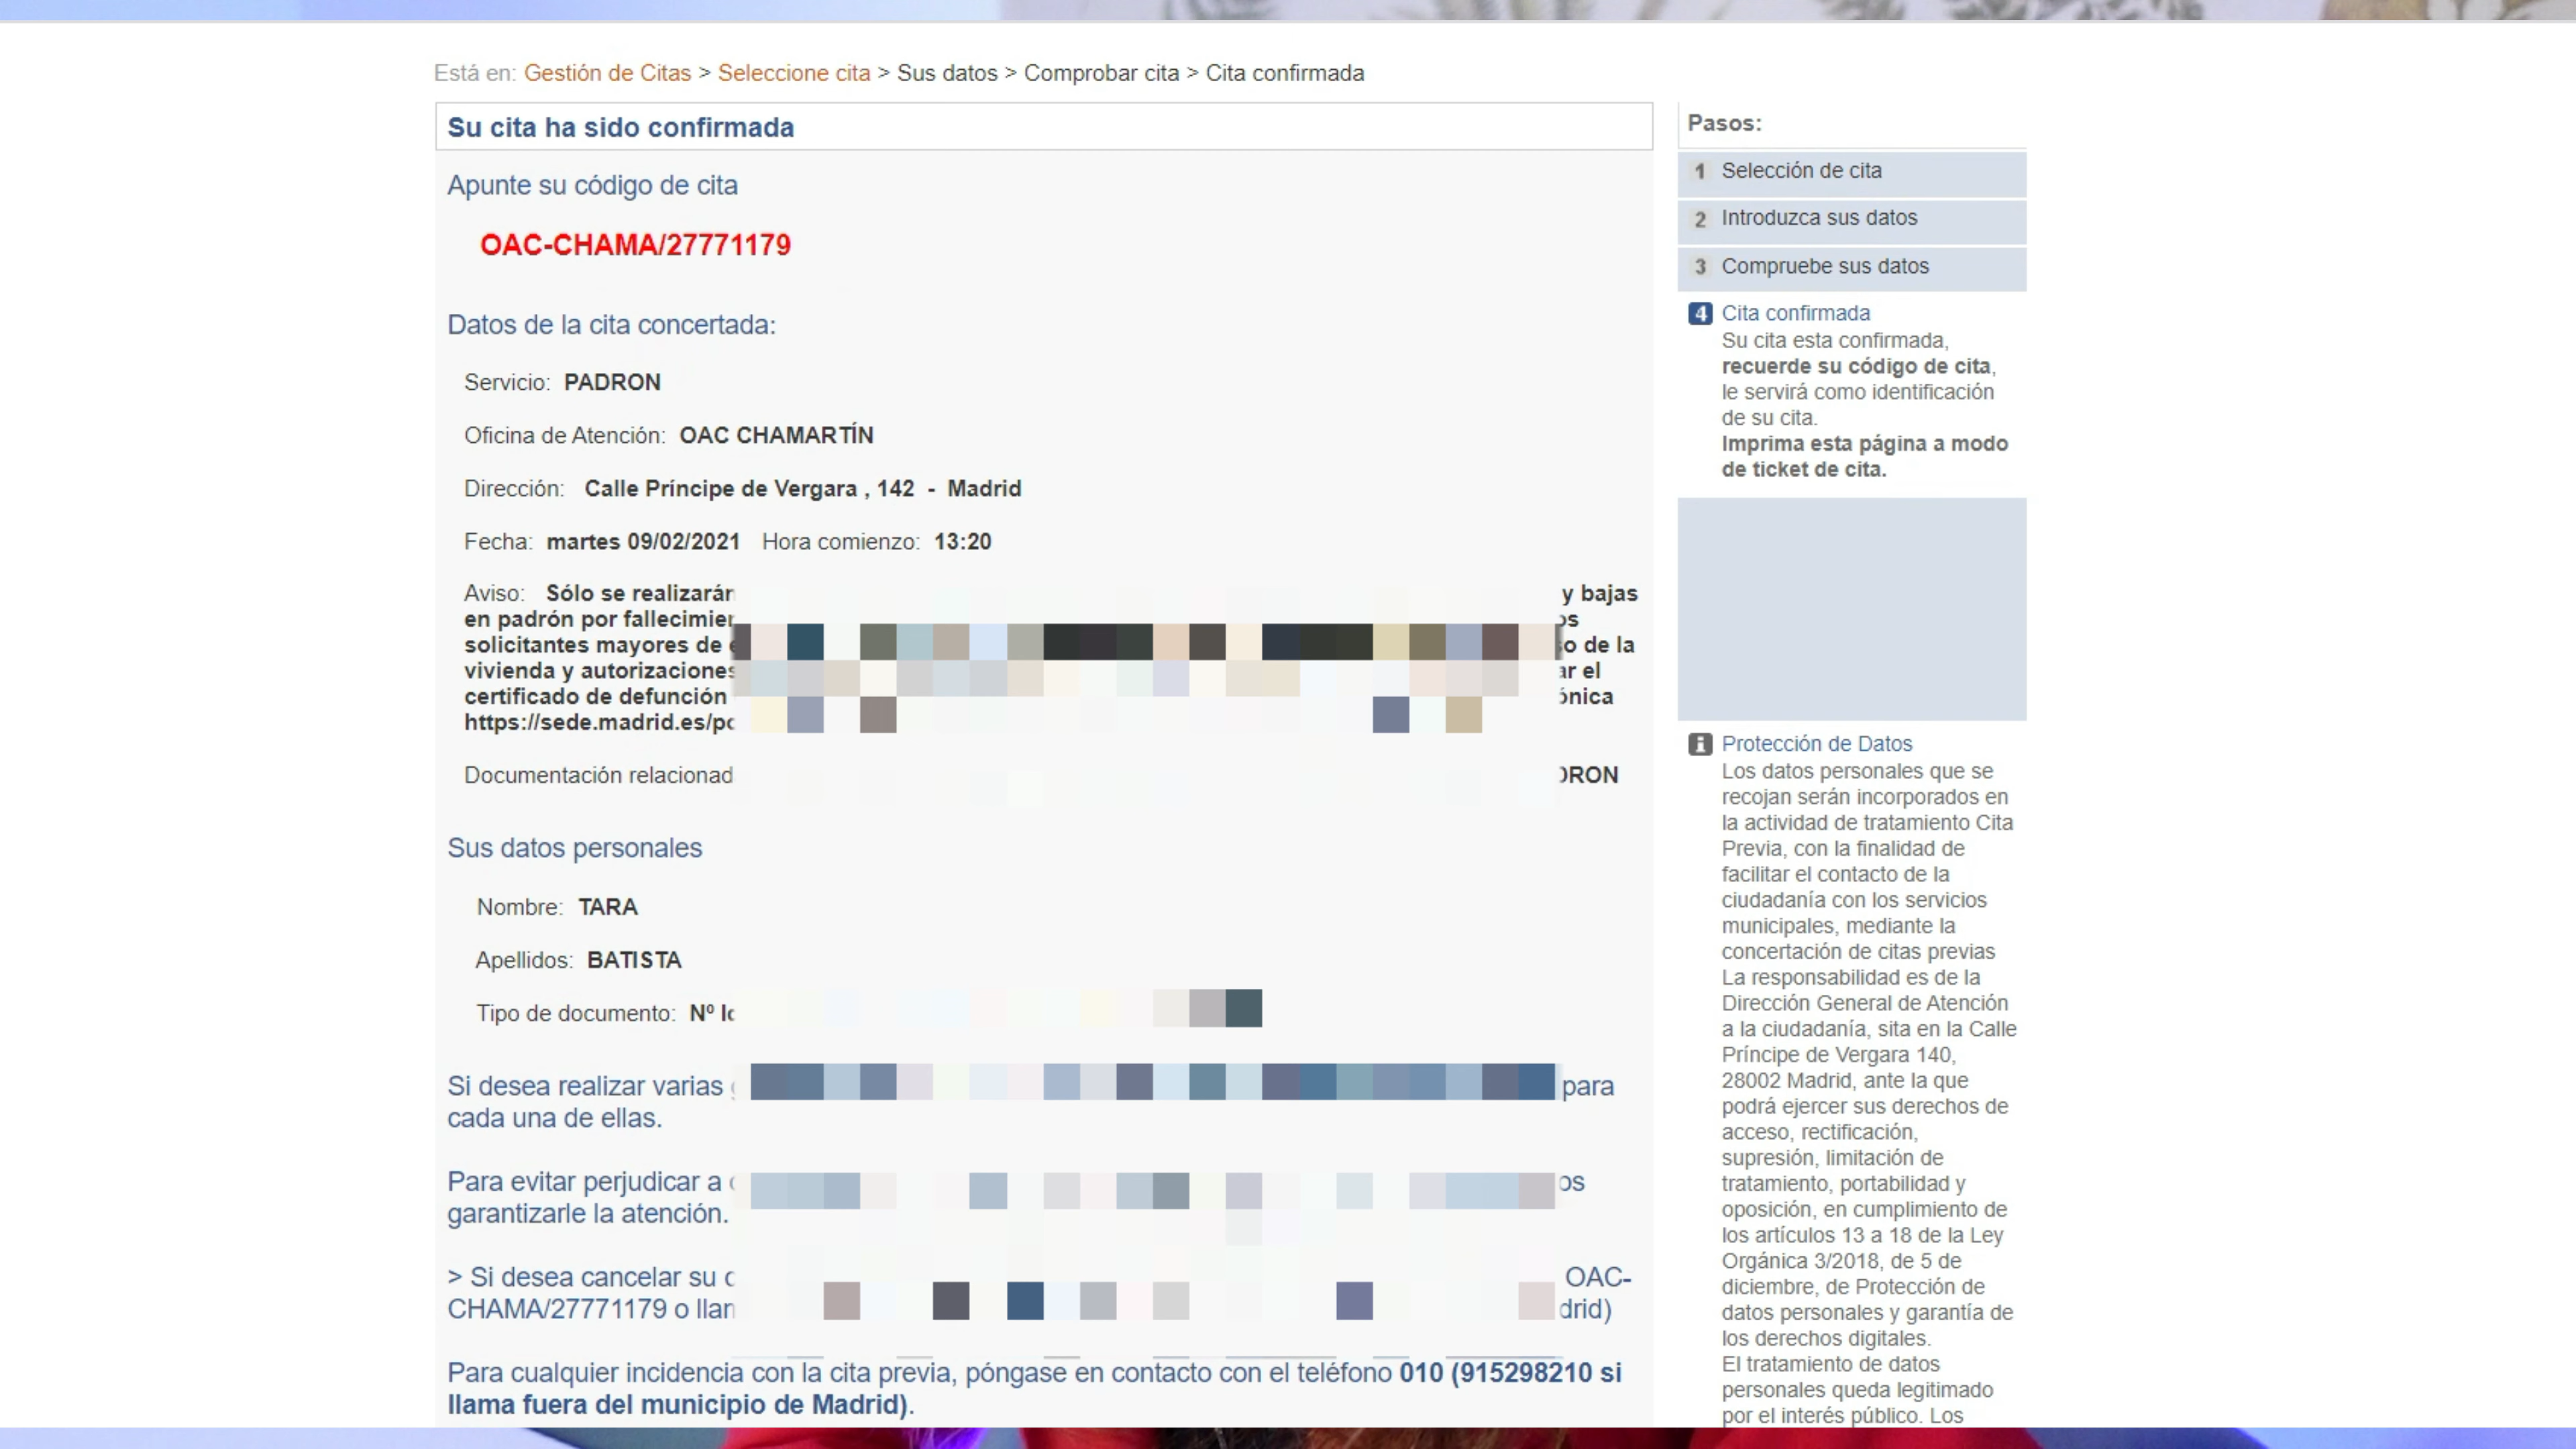 Está en: Gestión de Citas > Seleccione cita > Sus datos > Comprobar cita > Cita confirmada
Su cita ha sido confirmada
Apunte su código de cita
OAC-CHAMA/27771179
Datos de la cita concertada:
Servicio: PADRON
Oficina de Atención: OAC CHAMARTÍN
Dirección: Calle Príncipe de Vergara , 142 - Madrid
Fecha: martes 09/02/2021 Hora comienzo: 13:20
Aviso: Sólo se realizarán y bajas
en padrón por
solicitantes mayores de de la
vivienda y el
certificado de defunción
Documentación
Sus datos personales
Nombre: TARA
Apellidos: BATISTA
Tipo de documento: Nº
Si desea realizar varias para
cada una de ellas.
Para evitar perjudicar a
garantizarle la atención.
> Si desea cancelar su OAC-
CHAMA/27771179 o
Para cualquier incidencia con la cita previa, póngase en contacto con el teléfono 010 (915298210 si
llama fuera del municipio de Madrid).
Pasos:
1 Selección de cita
2 Introduzca sus datos
3 Compruebe sus datos
4 Cita confirmada
Su cita esta confirmada,
recuerde su código de cita,
le servirá como identificación
de su cita.
Imprima esta página a modo
de ticket de cita.
i Protección de Datos
Los datos personales que se
recojan serán incorporados en
la actividad de tratamiento Cita
Previa, con la finalidad de
facilitar el contacto de la
ciudadanía con los servicios
municipales, mediante la
concertación de citas previas
La responsabilidad es de la
Dirección General de Atención
a la ciudadanía, sita en la Calle
Príncipe de Vergara 140,
28002 Madrid, ante la que
podrá ejercer sus derechos de
acceso, rectificación,
supresión, limitación de
tratamiento, portabilidad y
oposición, en cumplimiento de
los artículos 13 a 18 de la Ley
Orgánica 3/2018, de 5 de
diciembre, de Protección de
datos personales y garantía de
los derechos digitales.
El tratamiento de datos
personales queda legitimado
por el interés público. Los